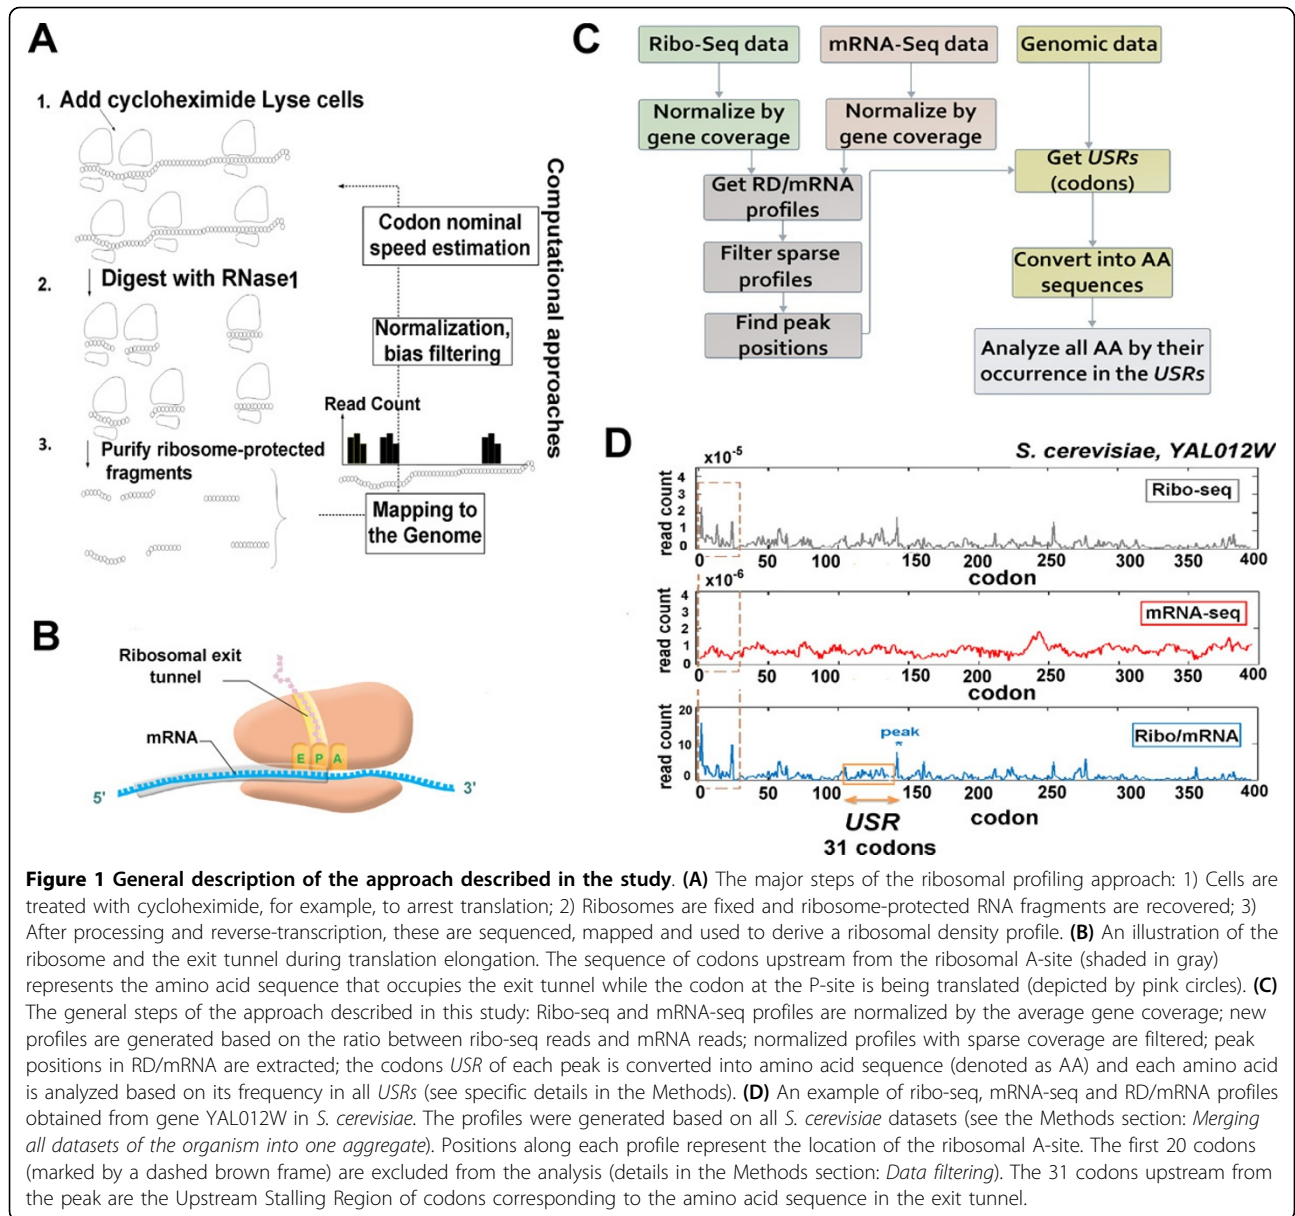 A
1. Add cycloheximide Lyse cells
2. Digest with RNase1
3. Purify ribosome-protected
fragments
Computational approaches
Codon nominal
speed estimation
Normalization,
bias filtering
Read Count
Mapping to
the Genome
B
Ribosomal exit
tunnel
mRNA
E P A
5'
3'
C
Ribo-Seq data
mRNA-Seq data
Genomic data
Normalize by
gene coverage
Normalize by
gene coverage
Get USRs
(codons)
Get RD/mRNA
profiles
Filter sparse
profiles
Convert into AA
sequences
Find peak
positions
Analyze all AA by their
occurrence in the USRs
D
S. cerevisiae, YAL012W
x10-5
Ribo-seq
read count
4
3
2
1
0
0 50 100 150 200 250 300 350 400
codon
x10-6
mRNA-seq
read count
4
3
2
1
0
0 50 100 150 200 250 300 350 400
codon
Ribo/mRNA
read count
20
10
0
peak
0 50 100 150 200 250 300 350 400
USR
31 codons
codon
Figure 1 General description of the approach described in the study. (A) The major steps of the ribosomal profiling approach: 1) Cells are
treated with cycloheximide, for example, to arrest translation; 2) Ribosomes are fixed and ribosome-protected RNA fragments are recovered; 3)
After processing and reverse-transcription, these are sequenced, mapped and used to derive a ribosomal density profile. (B) An illustration of the
ribosome and the exit tunnel during translation elongation. The sequence of codons upstream from the ribosomal A-site (shaded in gray)
represents the amino acid sequence that occupies the exit tunnel while the codon at the P-site is being translated (depicted by pink circles). (C)
The general steps of the approach described in this study: Ribo-seq and mRNA-seq profiles are normalized by the average gene coverage; new
profiles are generated based on the ratio between ribo-seq reads and mRNA reads; normalized profiles with sparse coverage are filtered; peak
positions in RD/mRNA are extracted; the codons USR of each peak is converted into amino acid sequence (denoted as AA) and each amino acid
is analyzed based on its frequency in all USRs (see specific details in the Methods). (D) An example of ribo-seq, mRNA-seq and RD/mRNA profiles
obtained from gene YAL012W in S. cerevisiae. The profiles were generated based on all S. cerevisiae datasets (see the Methods section: Merging
all datasets of the organism into one aggregate). Positions along each profile represent the location of the ribosomal A-site. The first 20 codons
(marked by a dashed brown frame) are excluded from the analysis (details in the Methods section: Data filtering). The 31 codons upstream from
the peak are the Upstream Stalling Region of codons corresponding to the amino acid sequence in the exit tunnel.